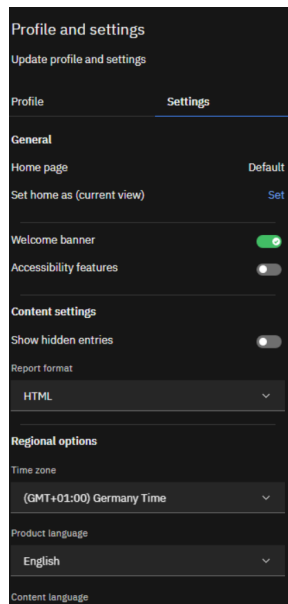 Profile and settings
Update profile and settings
Profile Settings
General
Home page Default
Set home as (current view) Set
Welcome banner
Accessibility features
Content settings
Show hidden entries
Report format
HTML
Regional options
Time zone
(GMT+01:00) Germany Time
Product language
English
Content language